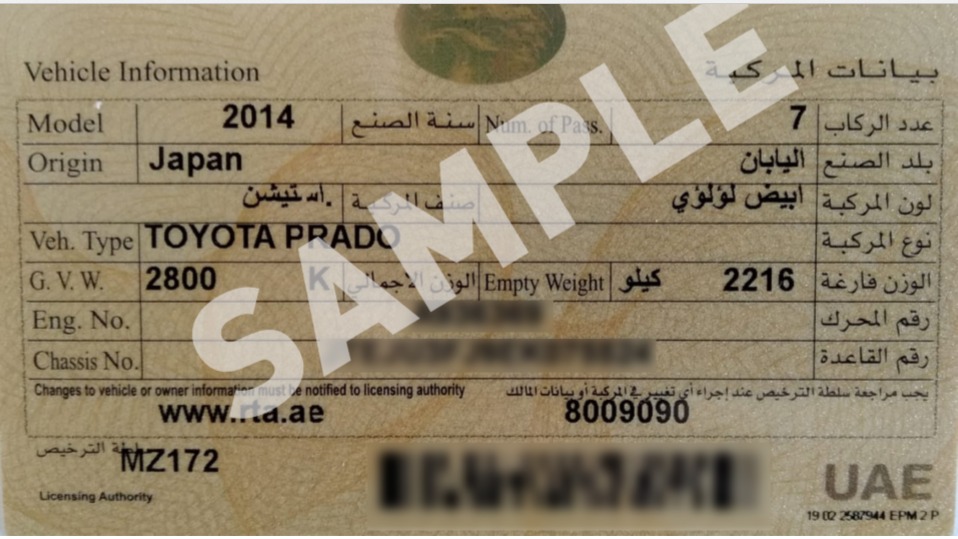 SAMPLE
Vehicle Information بيانات المركبة
Model 2014 سنة الصنع Num. of Pass. 7 عدد الركاب
Origin Japan اليابان بلد الصنع
استيشن. صنف المركبة ابيض لؤلؤي لون المركبة
Veh. Type TOYOTA PRADO نوع المركبة
G. V. W. 2800 K الوزن الاجمالي Empty Weight كيلو 2216 الوزن فارغة
Eng. No. رقم المحرك
Chassis No. رقم القاعدة
Changes to vehicle or owner information must be notified to licensing authority يجب مراجعة سلطة الترخيص عند إجراء أي تغيير في المركبة أو بيانات المالك
www.rta.ae 8009090
سلطة الترخيص MZ172
Licensing Authority UAE
19 02 2587944 EPM 2 P